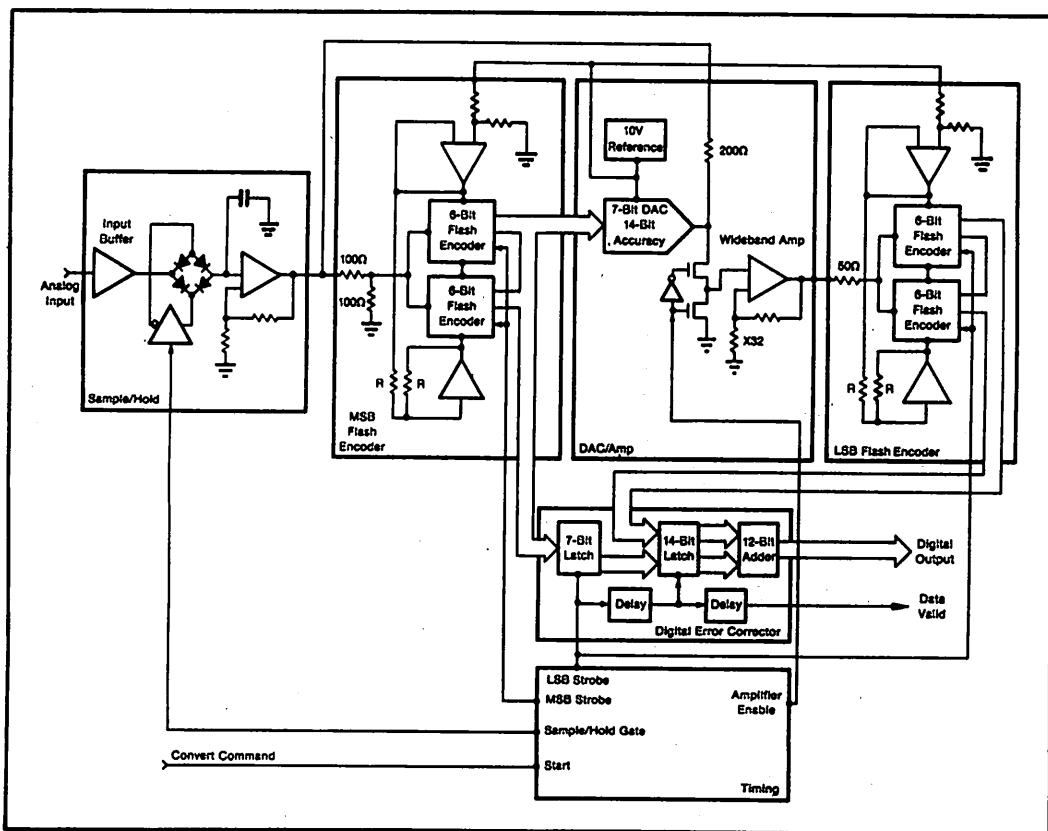 Analog
Input
Input
Buffer
Sample/Hold
100Ω
100Ω
6-Bit
Flash
Encoder
6-Bit
Flash
Encoder
R
R
MSB
Flash
Encoder
10V
Reference
7-Bit DAC
14-Bit
Accuracy
200Ω
Wideband Amp
X32
DAC/Amp
50Ω
6-Bit
Flash
Encoder
6-Bit
Flash
Encoder
R
R
LSB Flash Encoder
7-Bit
Latch
14-Bit
Latch
12-Bit
Adder
Digital
Output
Delay
Delay
Data
Valid
Digital Error Corrector
LSB Strobe
MSB Strobe
Amplifier
Enable
Sample/Hold Gate
Convert Command
Start
Timing